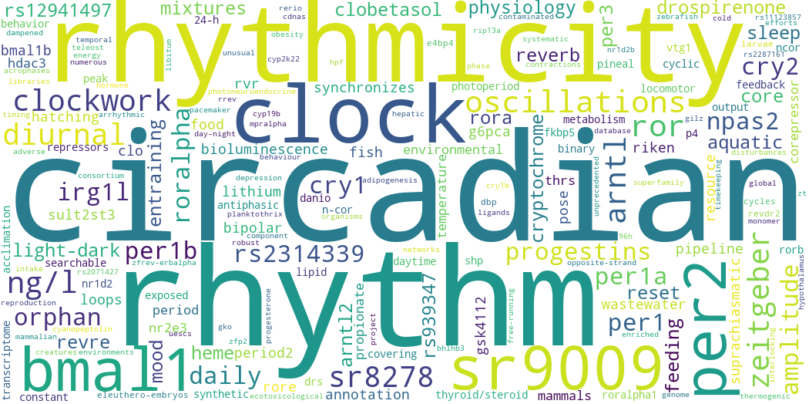 rs12941497 mixtures clobetasol physiology drospirenone
behavior 24-h rerio contaminated zebrafish cold rs11123857
dampened temporal cdnas per3 efforts
rhythmicity
bmal1b teleost energy unusual obesity rip13a systematic larvae sleep ncor
hdac3 numerous libitum cyp2k22 e4bp4 contractions reverb nr1d2b rs2287161
acrophases peak hpf phase vtg1 cry2
libraries hormone rvr synchronizes photoperiod pineal cyclic feedback
clockwork photoneuroendocrine clock oscillations locomotor core output
timing arrhythmic pacemaker rrev cyp19b hepatic rora metabolism npas2
hatching food mpralpha g6pca fkbp5 database gilz p4 corepressor
diurnal day-night roralpha bioluminescence environmental ror aquatic
adverse repressors clo behaviour fish binary riken disturbances
circadian
consortium entraining depression adipogenesis cry1b cytochrome arntl superfamily global zt
irg1l lithium cry1 temperature dbp thrs unprecedented resource timekeeping cycles
sult2st3 antiphasic danio ligands pose revdr2 monomer
acclimation bipolar planktothrix n-cor organisms 96h
light-dark per1b component rs2314339 progestins pipeline rorb
searchable robust networks opposite-strand
rhythm
ng/l intake rs2071427 nr1d2 zfrev-erbalpha lipid daytime shp per1a zeitgeber
reproduction loops exposed arntl2 propionate rs939347 wastewater per2 suprachiasmatic amplitude hypothalamus
orphan period gko progesterone project gsk4112 free-running per1 reset
mammalian uescs nr2e3 enriched interlocking
revre cyanopeptolin mood heme period2 zfp2 covering bhlhb3 feeding
transcriptome creatures environments rore sr9009
bmal1 daily drs sr8278
constant eleuthero-embryos synthetic ecotoxicological annotation thyroid/steroid mammals roralpha1 genome thermogenic